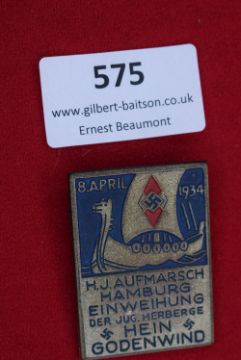 575
www.gilbert-baitson.co.uk
Ernest Beaumont
8.APRIL 1934
H.J. AUFMARSCH
HAMBURG
EINWEIHUNG
DER JUG. HERBERGE
HEIN
GODENWIND